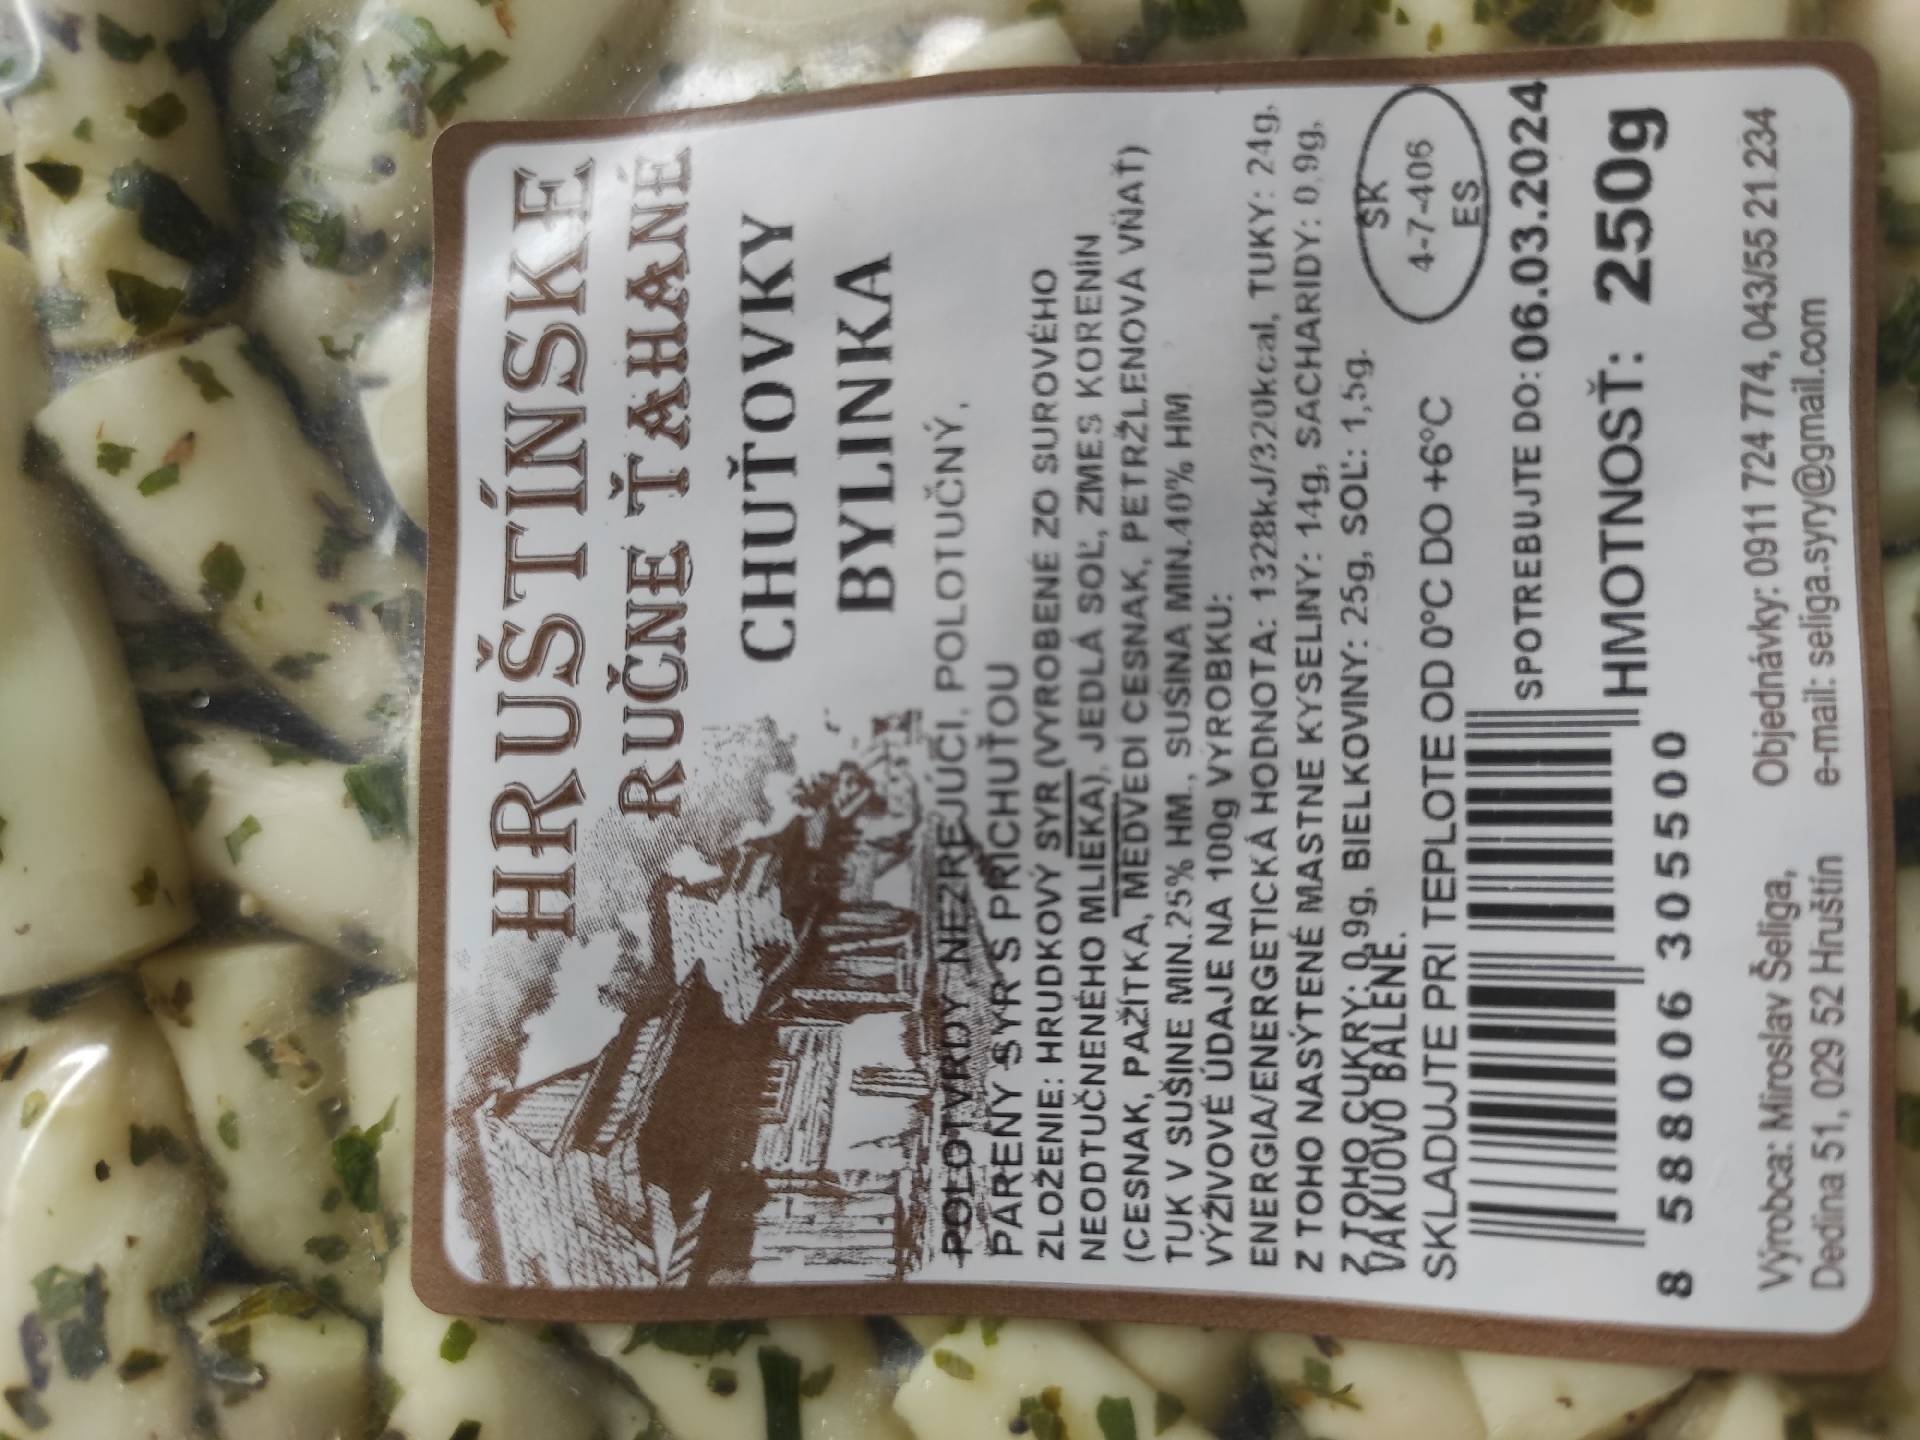 HRUŠTÍNSKE
RUČNE ŤAHANÉ
CHUŤOVKY
BYLINKA
POLOTVRDÝ, NEZREJÚCI, POLOTUČNÝ,
PARENÝ SYR S PRÍCHUŤOU
ZLOŽENIE: HRUDKOVÝ SYR (VYROBENÉ ZO SUROVÉHO
NEODTUČNENÉHO MLIEKA), JEDLÁ SOĽ, ZMES KORENÍN
(CESNAK, PAŽÍTKA, MEDVEDÍ CESNAK, PETRŽLENOVÁ VŇAŤ)
TUK V SUŠINE MIN.25% HM., SUŠINA MIN.40% HM
VÝŽIVOVÉ ÚDAJE NA 100g VÝROBKU:
ENERGIA/ENERGETICKÁ HODNOTA: 1328kJ/320kcal, TUKY: 24g,
Z TOHO NASÝTENÉ MASTNÉ KYSELINY: 14g, SACHARIDY: 0,9g,
Z TOHO CUKRY: 0,9g, BIELKOVINY: 25g, SOĽ: 1,5g.
VÁKUOVO BALENÉ.
SKLADUJTE PRI TEPLOTE OD 0°C DO +6°C
SK
4-7-406
ES
SPOTREBUJTE DO: 06.03.2024
HMOTNOSŤ: 250g
8 588006 305500
Výrobca: Miroslav Šeliga, Objednávky: 0911 724 774, 043/55 21 234
Dedina 51, 029 52 Hruštín e-mail: seliga.syry@gmail.com